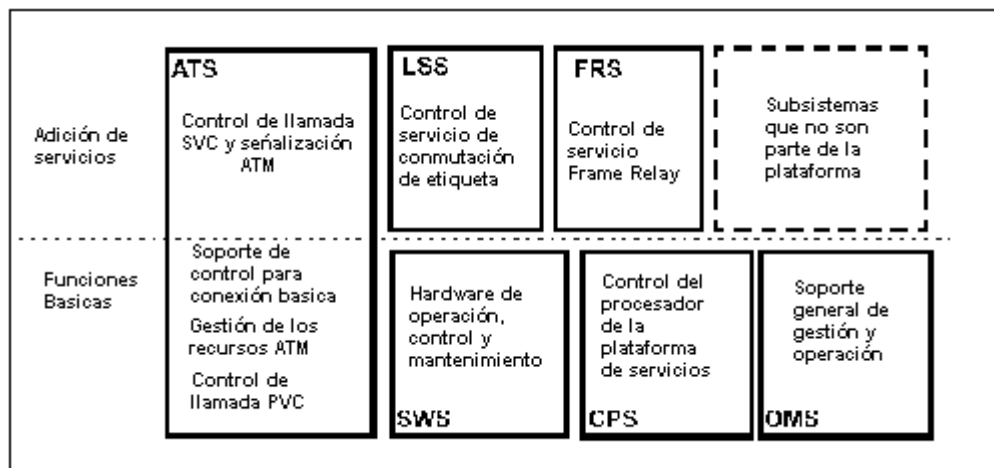 Adición de
servicios
ATS
Control de llamada
SVC y señalización
ATM
LSS
Control de
servicio de
conmutación
de etiqueta
FRS
Control de
servicio
Frame Relay
Subsistemas
que no son
parte de la
plataforma
Funciones
Basicas
Soporte de
control para
conexión basica
Gestión de los
recursos ATM
Control de
llamada PVC
Hardware de
operación,
control y
mantenimiento
SWS
Control del
procesador
de la
plataforma
de servicios
CPS
Soporte
general de
gestión y
operación
OMS